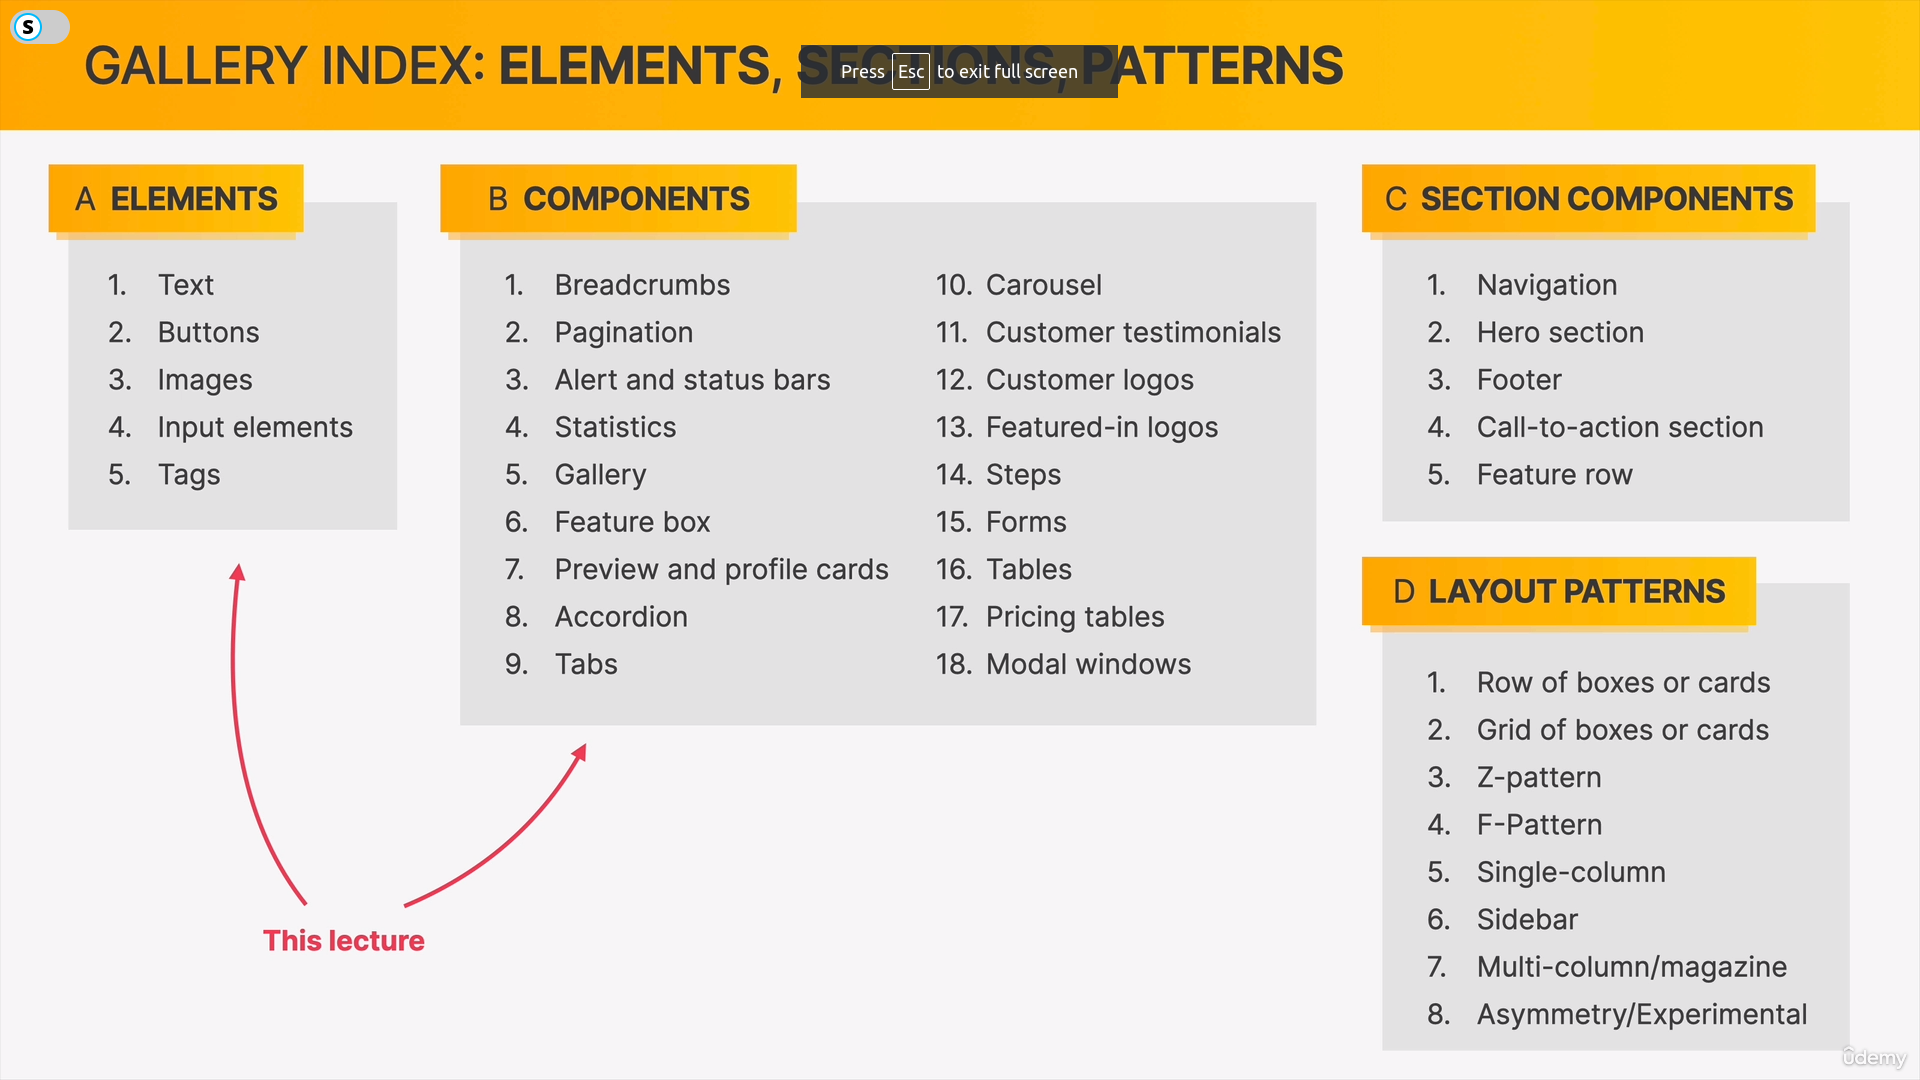 S
GALLERY INDEX: ELEMENTS, SECTIONS, PATTERNS
Press Esc to exit full screen
A ELEMENTS
1. Text
2. Buttons
3. Images
4. Input elements
5. Tags
B COMPONENTS
1. Breadcrumbs
2. Pagination
3. Alert and status bars
4. Statistics
5. Gallery
6. Feature box
7. Preview and profile cards
8. Accordion
9. Tabs
10. Carousel
11. Customer testimonials
12. Customer logos
13. Featured-in logos
14. Steps
15. Forms
16. Tables
17. Pricing tables
18. Modal windows
C SECTION COMPONENTS
1. Navigation
2. Hero section
3. Footer
4. Call-to-action section
5. Feature row
D LAYOUT PATTERNS
1. Row of boxes or cards
2. Grid of boxes or cards
3. Z-pattern
4. F-Pattern
5. Single-column
6. Sidebar
7. Multi-column/magazine
8. Asymmetry/Experimental
This lecture
ûdemy